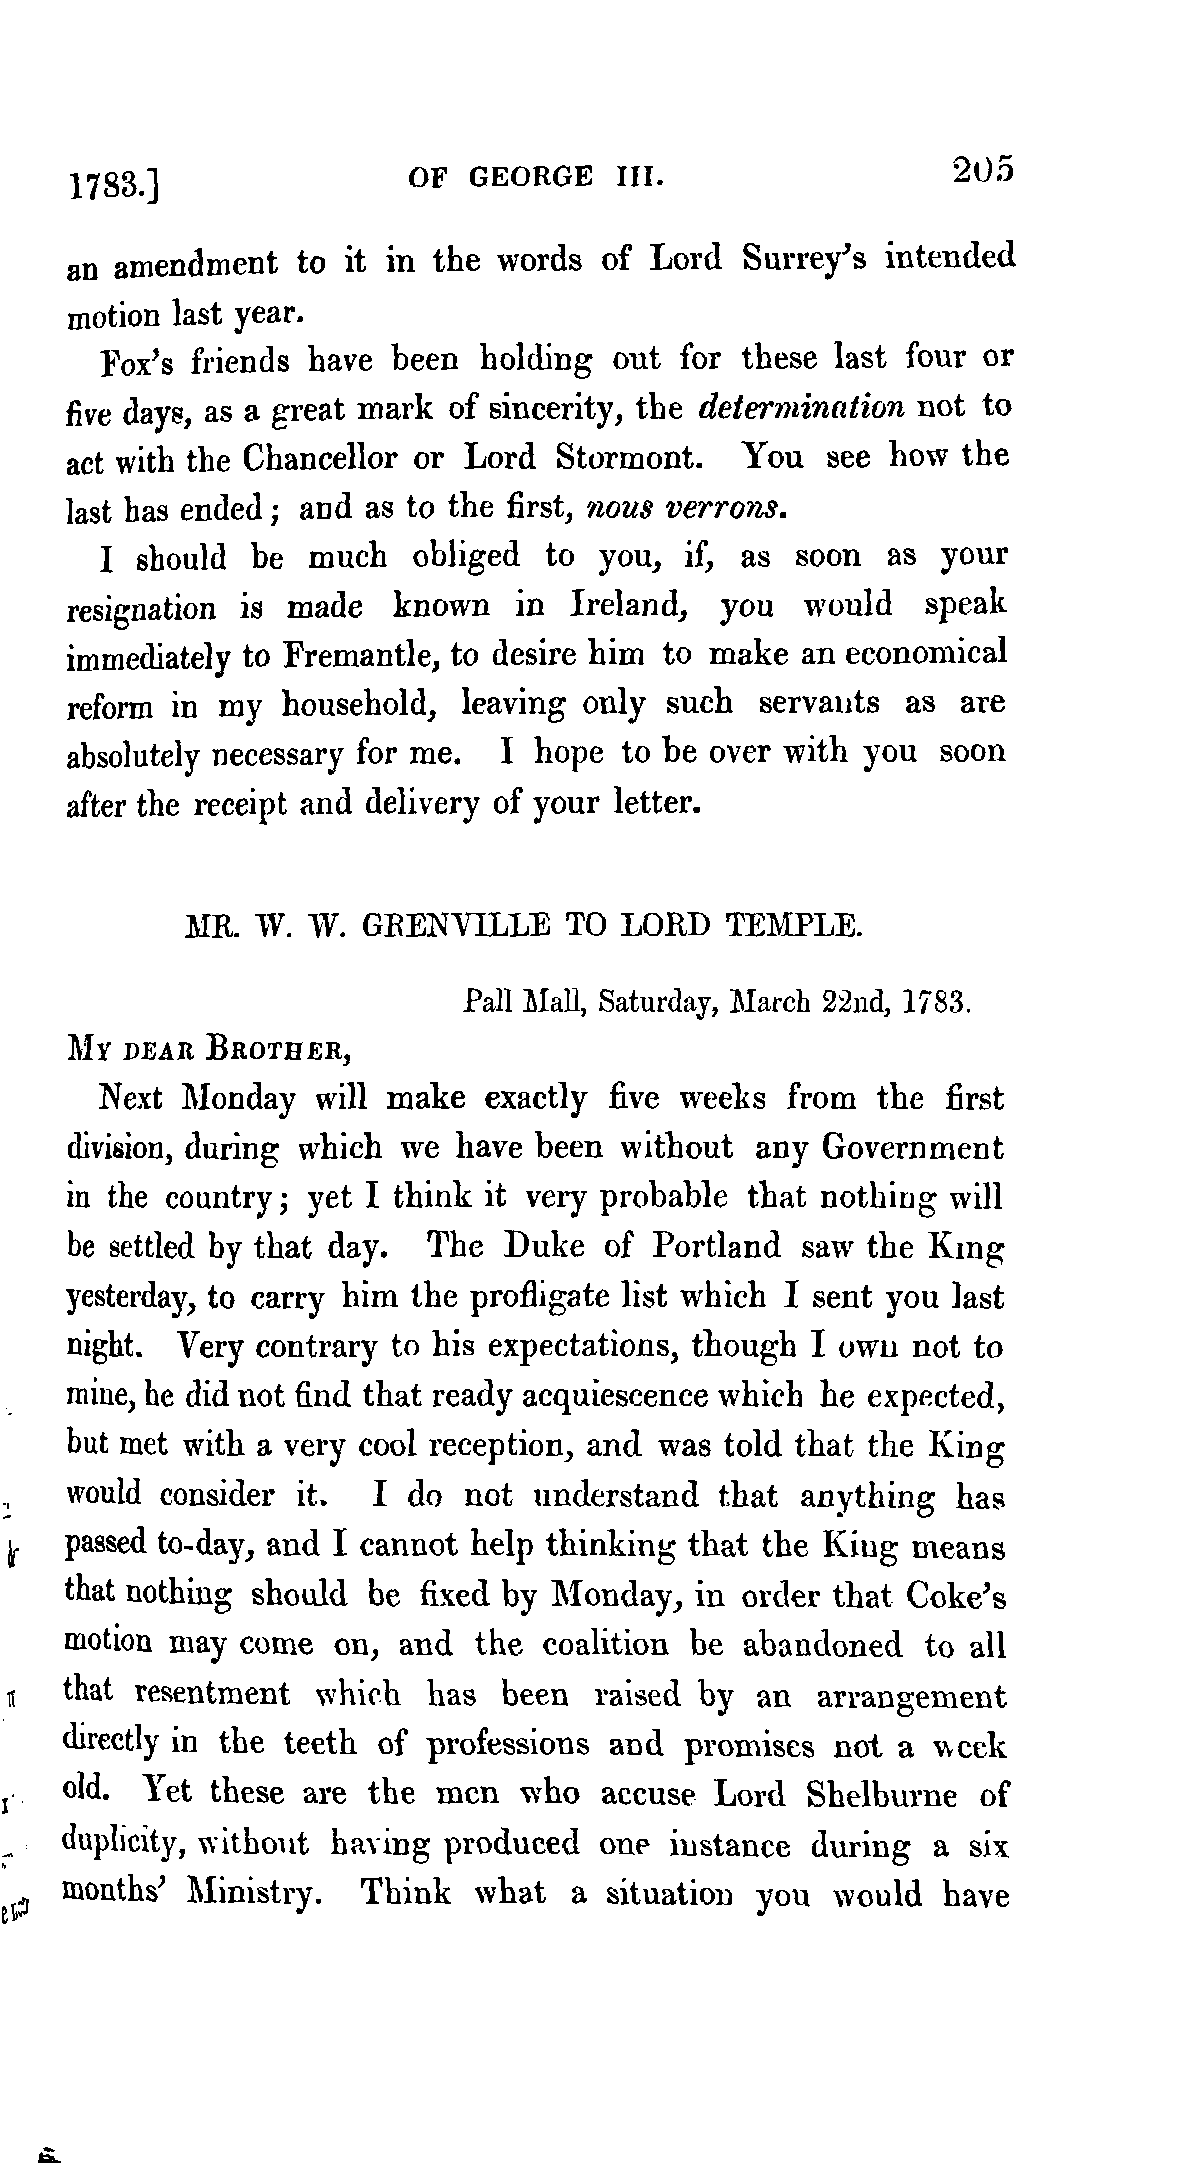 1783.] OF GEORGE III. 205
an amendment to it in the words of Lord Surrey's intended
motion last year.
Fox's friends have been holding out for these last four or
five days, as a great mark of sincerity, the determination not to
act with the Chancellor or Lord Stormont. You see how the
last has ended; and as to the first, nous verrons.
I should be much obliged to you, if, as soon as your
resignation is made known in Ireland, you would speak
immediately to Fremantle, to desire him to make an economical
reform in my household, leaving only such servants as are
absolutely necessary for me. I hope to be over with you soon
after the receipt and delivery of your letter.
MR. W. W. GRENVILLE TO LORD TEMPLE.
Pall Mall, Saturday, March 22nd, 1783.
MY DEAR BROTHER,
Next Monday will make exactly five weeks from the first
division, during which we have been without any Government
in the country; yet I think it very probable that nothing will
be settled by that day. The Duke of Portland saw the King
yesterday, to carry him the profligate list which I sent you last
night. Very contrary to his expectations, though I own not to
mine, he did not find that ready acquiescence which he expected,
but met with a very cool reception, and was told that the King
would consider it. I do not understand that anything has
passed to-day, and I cannot help thinking that the King means
that nothing should be fixed by Monday, in order that Coke's
motion may come on, and the coalition be abandoned to all
that resentment which has been raised by an arrangement
directly in the teeth of professions and promises not a week
old. Yet these are the men who accuse Lord Shelburne of
duplicity, without having produced one instance during a six
months' Ministry. Think what a situation you would have